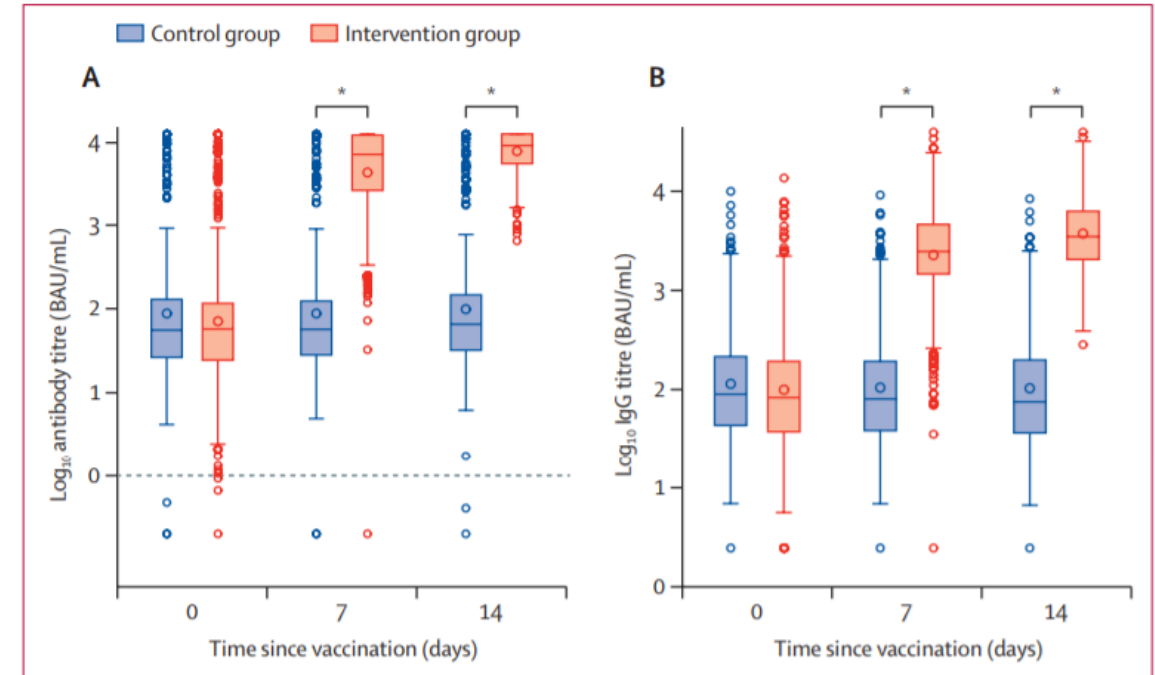 Control group Intervention group
A
B
* *
* *
4
3
2
1
0
Log₁₀ antibody titre (BAU/mL)
0 7 14
Time since vaccination (days)
4
3
2
1
0
Log₁₀ IgG titre (BAU/mL)
0 7 14
Time since vaccination (days)